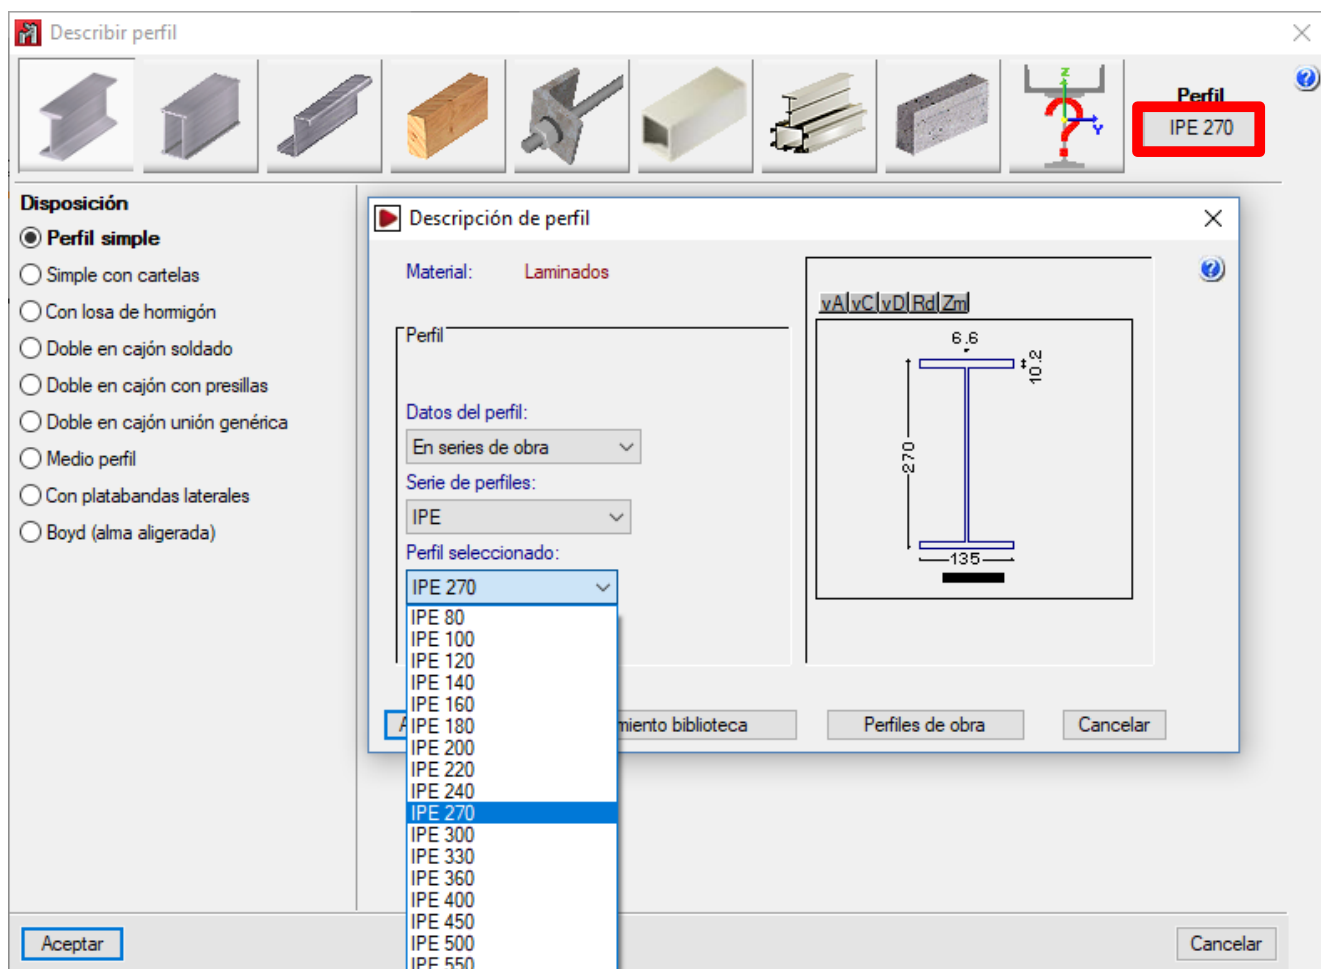 Describir perfil
Perfil
IPE 270
Disposición
Perfil simple
Simple con cartelas
Con losa de hormigón
Doble en cajón soldado
Doble en cajón con presillas
Doble en cajón unión genérica
Medio perfil
Con platabandas laterales
Boyd (alma aligerada)
Descripción de perfil
Material: Laminados
Perfil
Datos del perfil:
En series de obra
Serie de perfiles:
IPE
Perfil seleccionado:
IPE 270
IPE 80
IPE 100
IPE 120
IPE 140
IPE 160
IPE 180
IPE 200
IPE 220
IPE 240
IPE 270
IPE 300
IPE 330
IPE 360
IPE 400
IPE 450
IPE 500
IPE 550
vA vC vD Rd Zm
6.6
10.2
270
135
miento biblioteca
Perfiles de obra
Cancelar
Aceptar
Cancelar
Z
Y